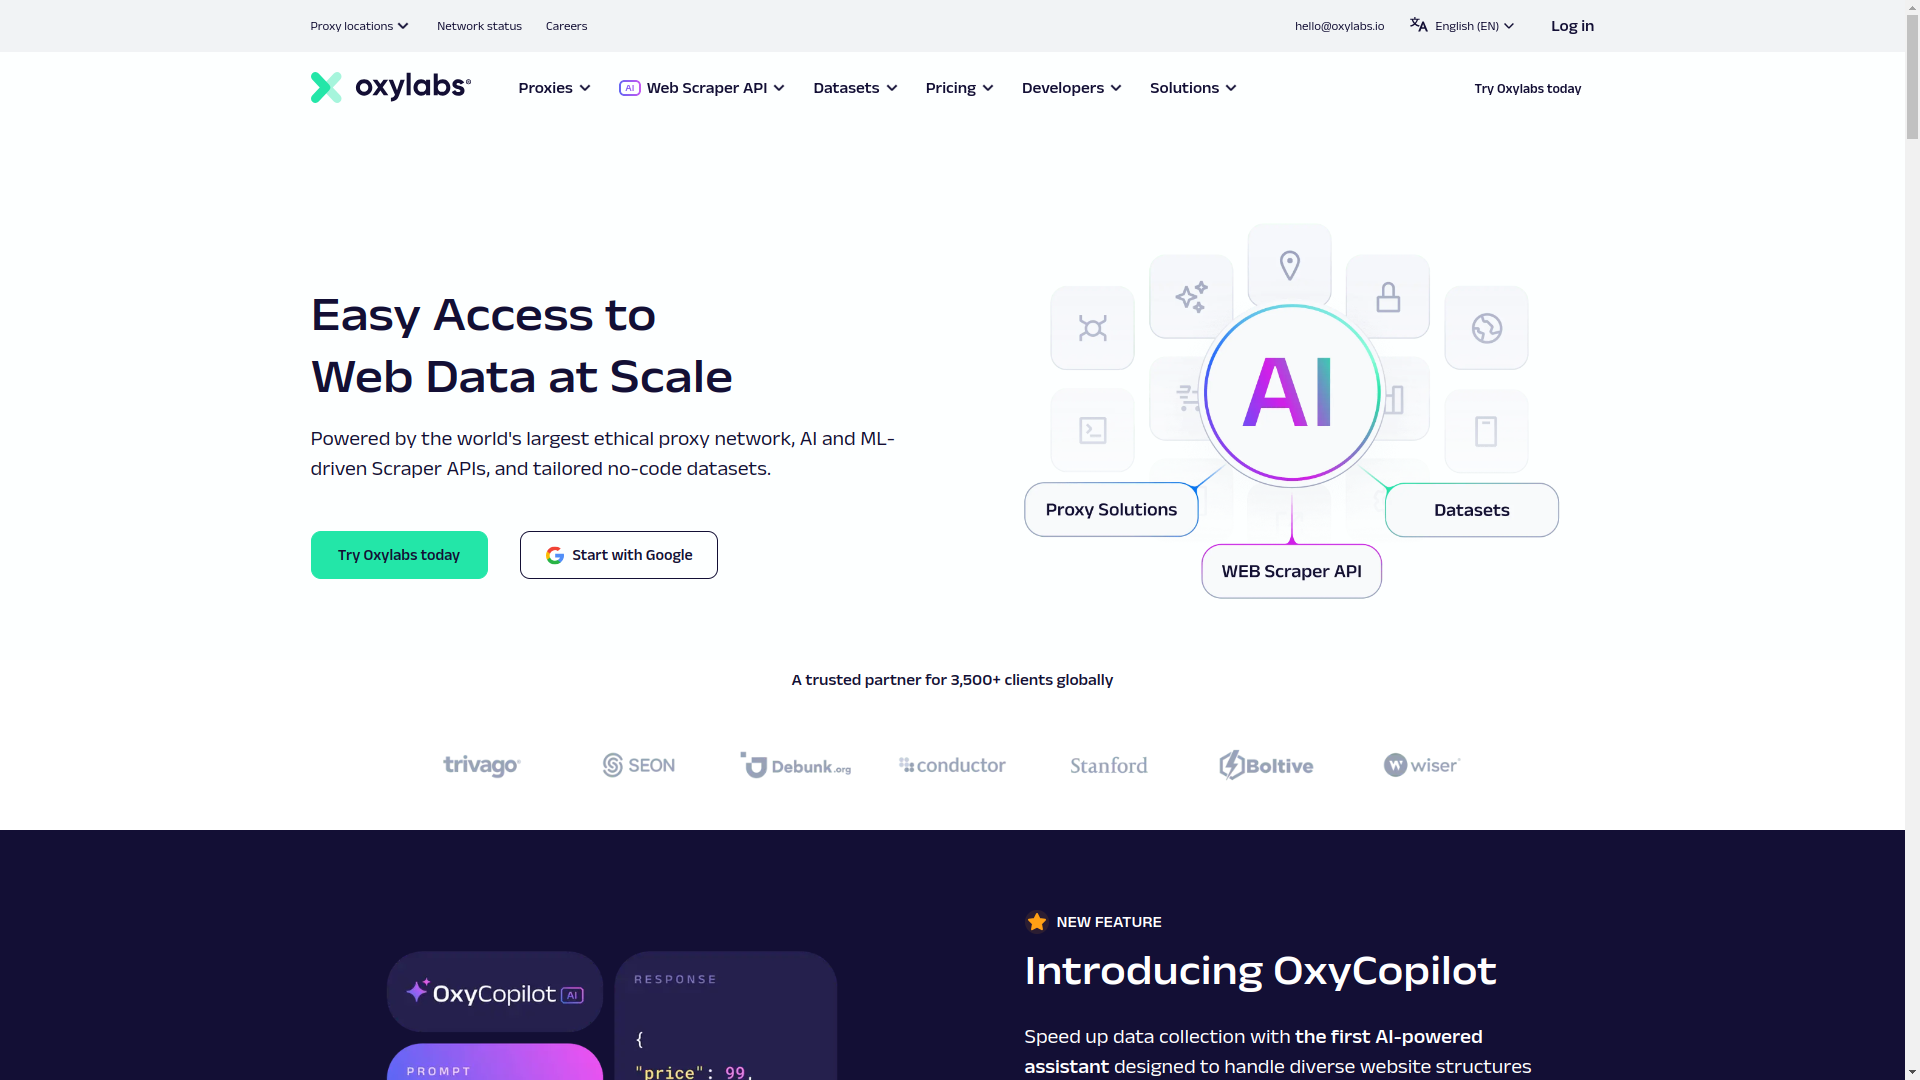 Proxy locations
Network status
Careers
hello@oxylabs.io
English (EN)
Log in
oxylabs®
Proxies
AI Web Scraper API
Datasets
Pricing
Developers
Solutions
Try Oxylabs today
Easy Access to
Web Data at Scale
Powered by the world's largest ethical proxy network, AI and ML-
driven Scraper APIs, and tailored no-code datasets.
Try Oxylabs today
Start with Google
AI
Proxy Solutions
Datasets
WEB Scraper API
A trusted partner for 3,500+ clients globally
trivago®
SEON
Debunk.org
conductor
Stanford
Boltive
wiser
OxyCopilot AI
PROMPT
RESPONSE
{
"price": 99,
NEW FEATURE
Introducing OxyCopilot
Speed up data collection with the first AI-powered
assistant designed to handle diverse website structures